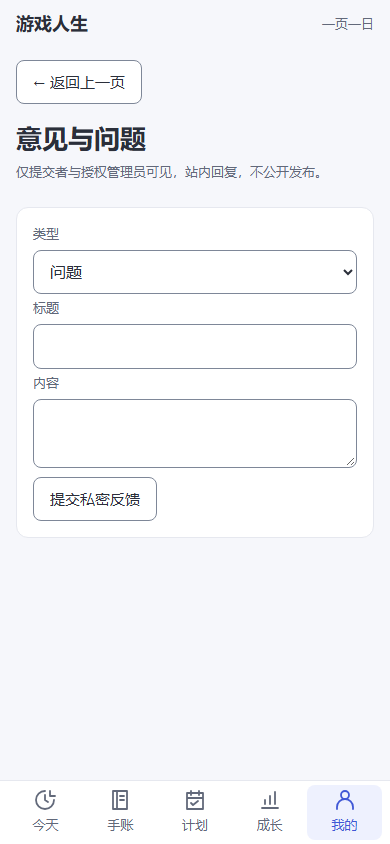 游戏人生
一页一日
← 返回上一页
意见与问题
仅提交者与授权管理员可见，站内回复，不公开发布。
类型
问题
标题
内容
提交私密反馈
今天
手账
计划
成长
我的